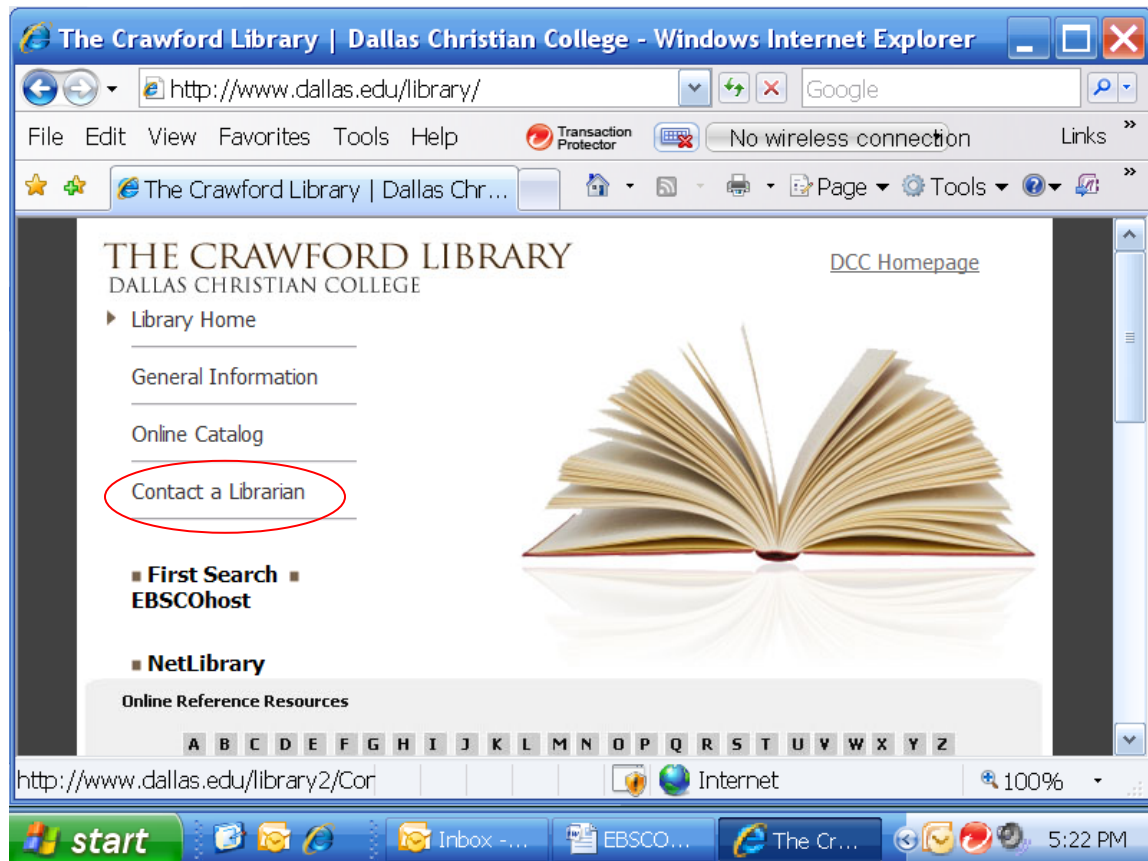 The Crawford Library | Dallas Christian College - Windows Internet Explorer
http://www.dallas.edu/library/
Google
File Edit View Favorites Tools Help
Transaction
Protector
No wireless connection
Links
The Crawford Library | Dallas Chr...
Page
Tools
THE CRAWFORD LIBRARY
DALLAS CHRISTIAN COLLEGE
DCC Homepage
Library Home
General Information
Online Catalog
Contact a Librarian
First Search
EBSCOhost
NetLibrary
Online Reference Resources
A B C D E F G H I J K L M N O P Q R S T U V W X Y Z
http://www.dallas.edu/library2/Con
Internet
100%
start
Inbox -...
EBSCO...
The Cr...
5:22 PM